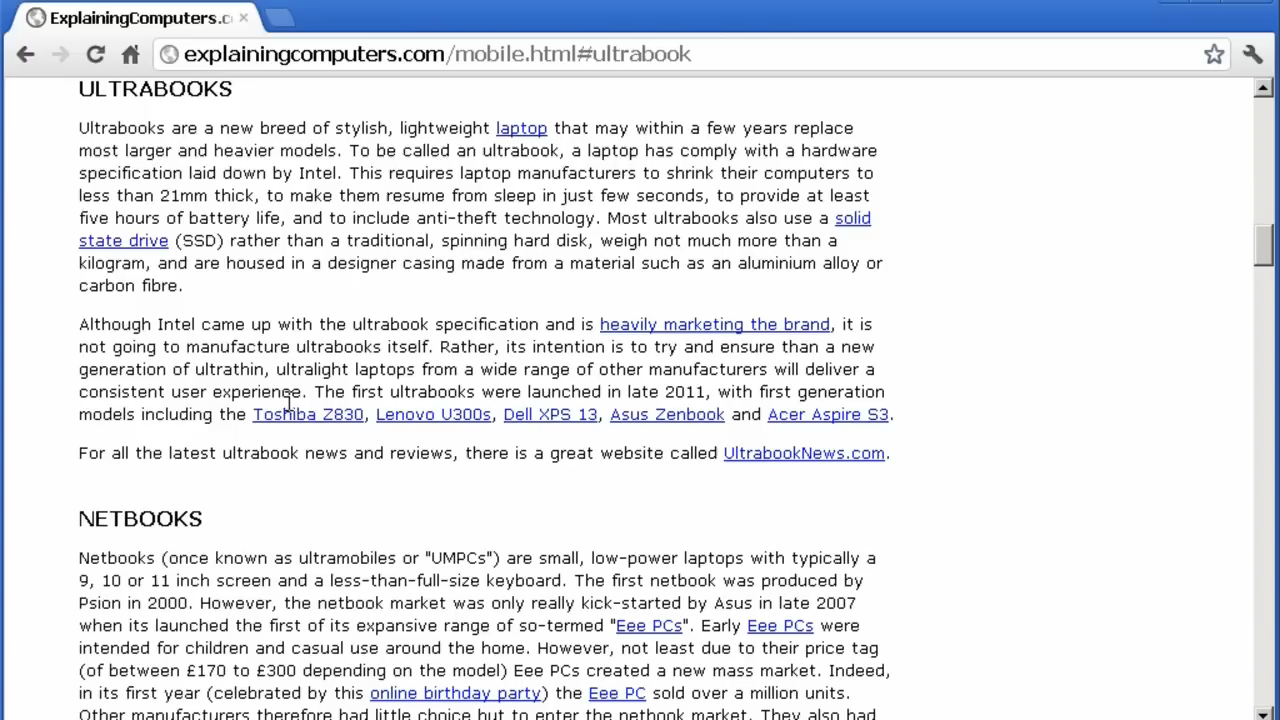 ExplainingComputers.c
explainingcomputers.com/mobile.html#ultrabook
ULTRABOOKS
Ultrabooks are a new breed of stylish, lightweight laptop that may within a few years replace
most larger and heavier models. To be called an ultrabook, a laptop has comply with a hardware
specification laid down by Intel. This requires laptop manufacturers to shrink their computers to
less than 21mm thick, to make them resume from sleep in just few seconds, to provide at least
five hours of battery life, and to include anti-theft technology. Most ultrabooks also use a solid
state drive (SSD) rather than a traditional, spinning hard disk, weigh not much more than a
kilogram, and are housed in a designer casing made from a material such as an aluminium alloy or
carbon fibre.
Although Intel came up with the ultrabook specification and is heavily marketing the brand, it is
not going to manufacture ultrabooks itself. Rather, its intention is to try and ensure than a new
generation of ultrathin, ultralight laptops from a wide range of other manufacturers will deliver a
consistent user experience. The first ultrabooks were launched in late 2011, with first generation
models including the Toshiba Z830, Lenovo U300s, Dell XPS 13, Asus Zenbook and Acer Aspire S3.
For all the latest ultrabook news and reviews, there is a great website called UltrabookNews.com.
NETBOOKS
Netbooks (once known as ultramobiles or "UMPCs") are small, low-power laptops with typically a
9, 10 or 11 inch screen and a less-than-full-size keyboard. The first netbook was produced by
Psion in 2000. However, the netbook market was only really kick-started by Asus in late 2007
when its launched the first of its expansive range of so-termed "Eee PCs". Early Eee PCs were
intended for children and casual use around the home. However, not least due to their price tag
(of between £170 to £300 depending on the model) Eee PCs created a new mass market. Indeed,
in its first year (celebrated by this online birthday party) the Eee PC sold over a million units.
Other manufacturers therefore had little choice but to enter the netbook market. They also had